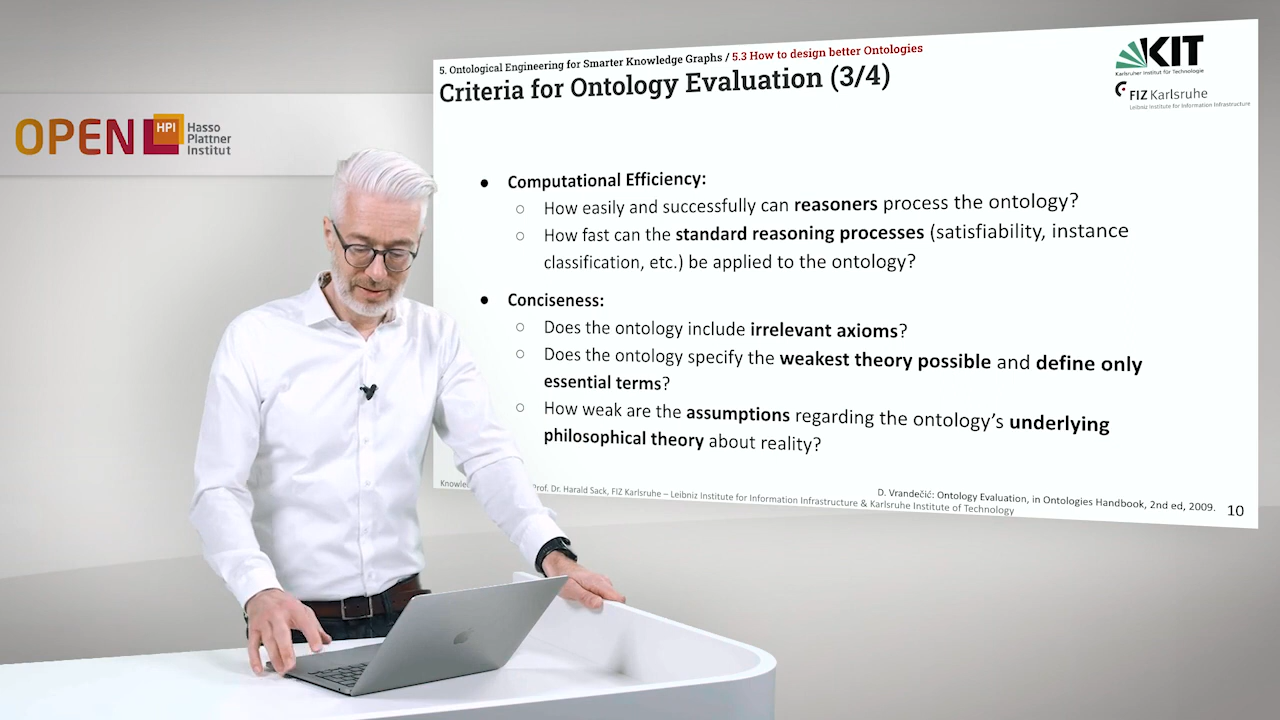 5. Ontological Engineering for Smarter Knowledge Graphs / 5.3 How to design better Ontologies
Criteria for Ontology Evaluation (3/4)
KIT
Karlsruher Institut für Technologie
FIZ Karlsruhe
Leibniz Institute for Information Infrastructure
OPEN HPI Hasso
Plattner
Institut
● Computational Efficiency:
○ How easily and successfully can reasoners process the ontology?
○ How fast can the standard reasoning processes (satisfiability, instance
classification, etc.) be applied to the ontology?
● Conciseness:
○ Does the ontology include irrelevant axioms?
○ Does the ontology specify the weakest theory possible and define only
essential terms?
○ How weak are the assumptions regarding the ontology's underlying
philosophical theory about reality?
D. Vrandečić: Ontology Evaluation, in Ontologies Handbook, 2nd ed, 2009.
Prof. Dr. Harald Sack, FIZ Karlsruhe – Leibniz Institute for Information Infrastructure & Karlsruhe Institute of Technology
10